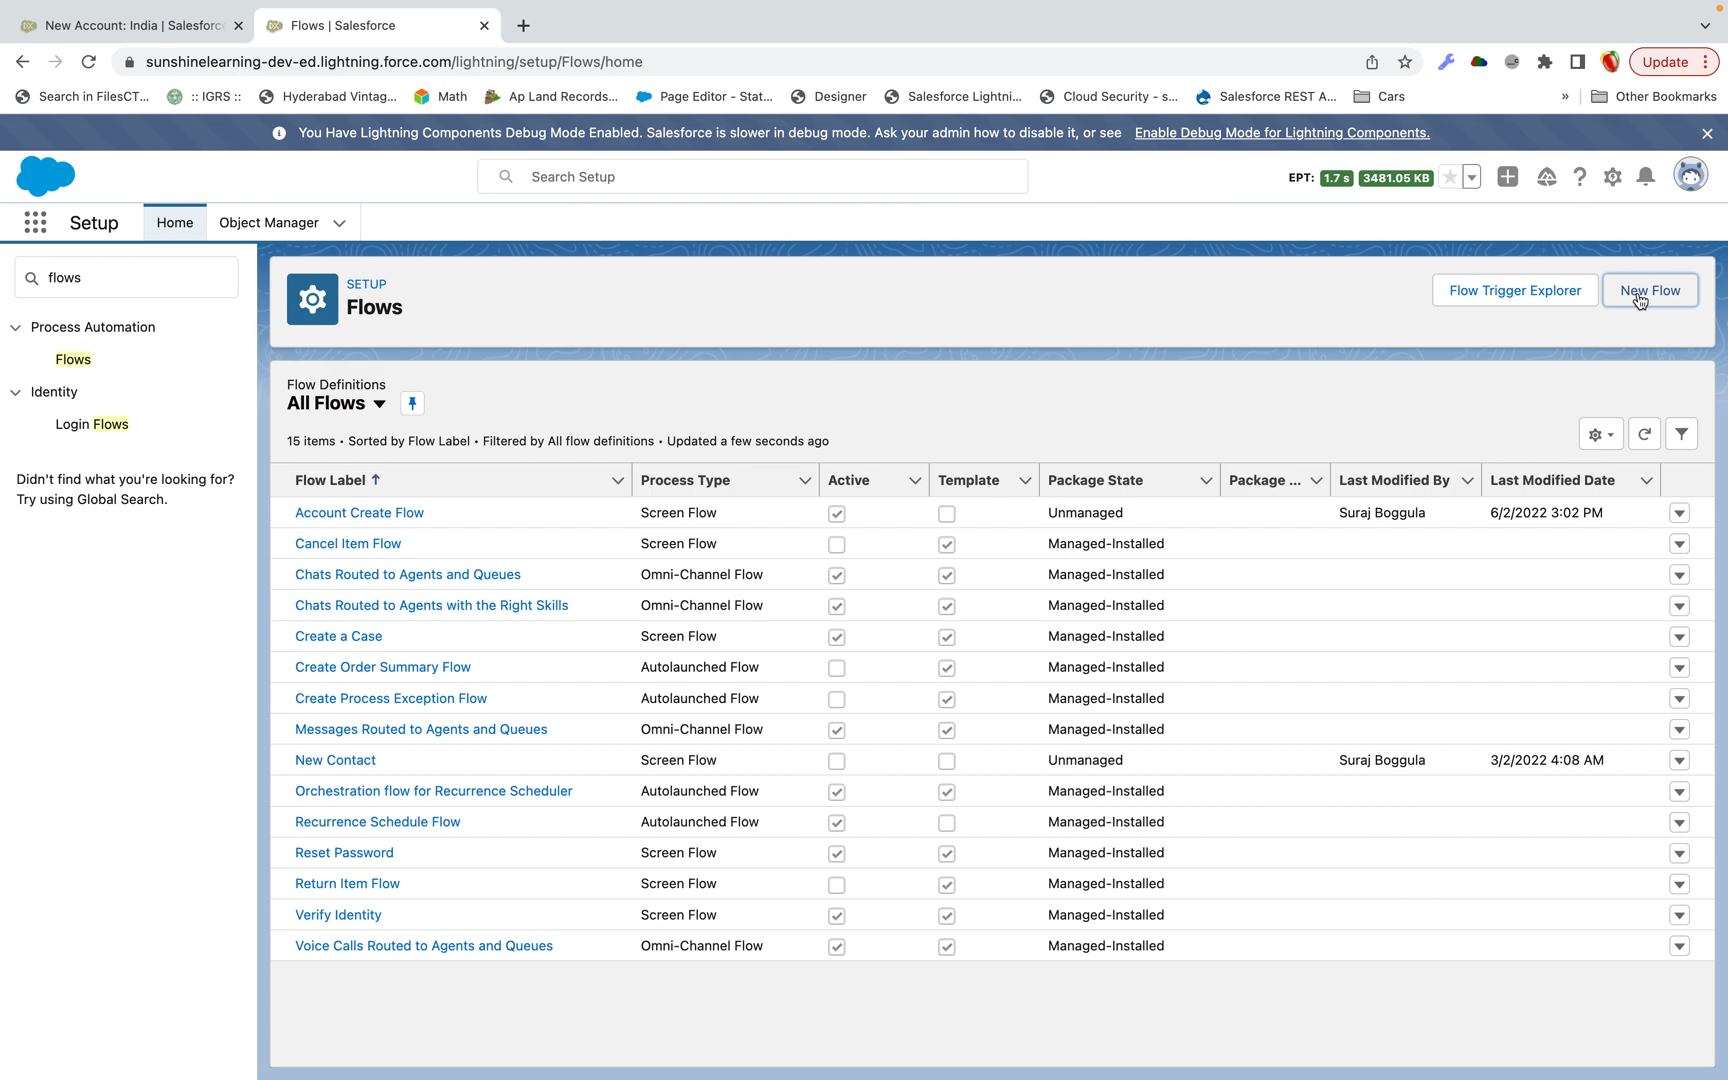 New Account: India | Salesforc
Flows | Salesforce
sunshinelearning-dev-ed.lightning.force.com/lightning/setup/Flows/home
Update
Search in FilesCT...
:: IGRS ::
Hyderabad Vintag...
Math
Ap Land Records...
Page Editor - Stat...
Designer
Salesforce Lightni...
Cloud Security - s...
Salesforce REST A...
Cars
»
Other Bookmarks
You Have Lightning Components Debug Mode Enabled. Salesforce is slower in debug mode. Ask your admin how to disable it, or see Enable Debug Mode for Lightning Components.
Search Setup
EPT: 1.7 s 3481.05 KB
Setup
Home
Object Manager
flows
Process Automation
Flows
Identity
Login Flows
Didn't find what you're looking for?
Try using Global Search.
SETUP
Flows
Flow Trigger Explorer
New Flow
Flow Definitions
All Flows
15 items • Sorted by Flow Label • Filtered by All flow definitions • Updated a few seconds ago
Flow Label Process Type Active Template Package State Package ... Last Modified By Last Modified Date
Account Create Flow Screen Flow Unmanaged Suraj Boggula 6/2/2022 3:02 PM
Cancel Item Flow Screen Flow Managed-Installed
Chats Routed to Agents and Queues Omni-Channel Flow Managed-Installed
Chats Routed to Agents with the Right Skills Omni-Channel Flow Managed-Installed
Create a Case Screen Flow Managed-Installed
Create Order Summary Flow Autolaunched Flow Managed-Installed
Create Process Exception Flow Autolaunched Flow Managed-Installed
Messages Routed to Agents and Queues Omni-Channel Flow Managed-Installed
New Contact Screen Flow Unmanaged Suraj Boggula 3/2/2022 4:08 AM
Orchestration flow for Recurrence Scheduler Autolaunched Flow Managed-Installed
Recurrence Schedule Flow Autolaunched Flow Managed-Installed
Reset Password Screen Flow Managed-Installed
Return Item Flow Screen Flow Managed-Installed
Verify Identity Screen Flow Managed-Installed
Voice Calls Routed to Agents and Queues Omni-Channel Flow Managed-Installed